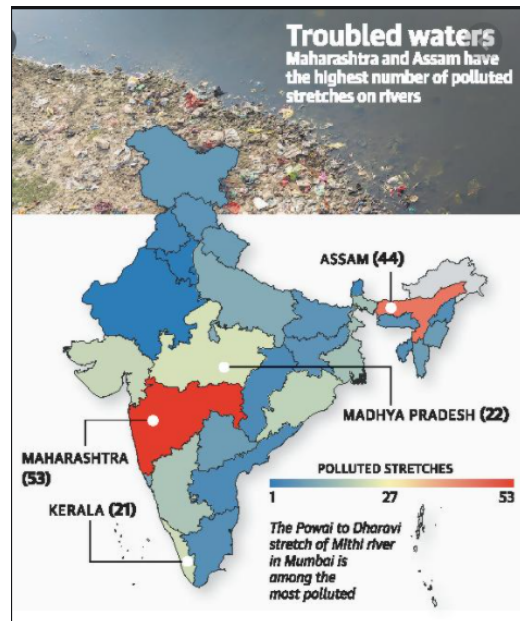 Troubled waters
Maharashtra and Assam have
the highest number of polluted
stretches on rivers
ASSAM (44)
MADHYA PRADESH (22)
MAHARASHTRA
(53)
KERALA (21)
POLLUTED STRETCHES
1 27 53
The Powai to Dharavi
stretch of Mithi river
in Mumbai is
among the
most polluted